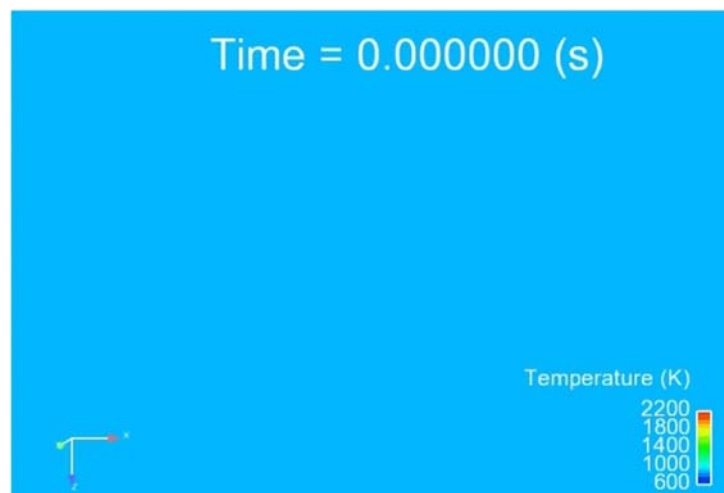 Time = 0.000000 (s)
Temperature (K)
2200
1800
1400
1000
600
x
z